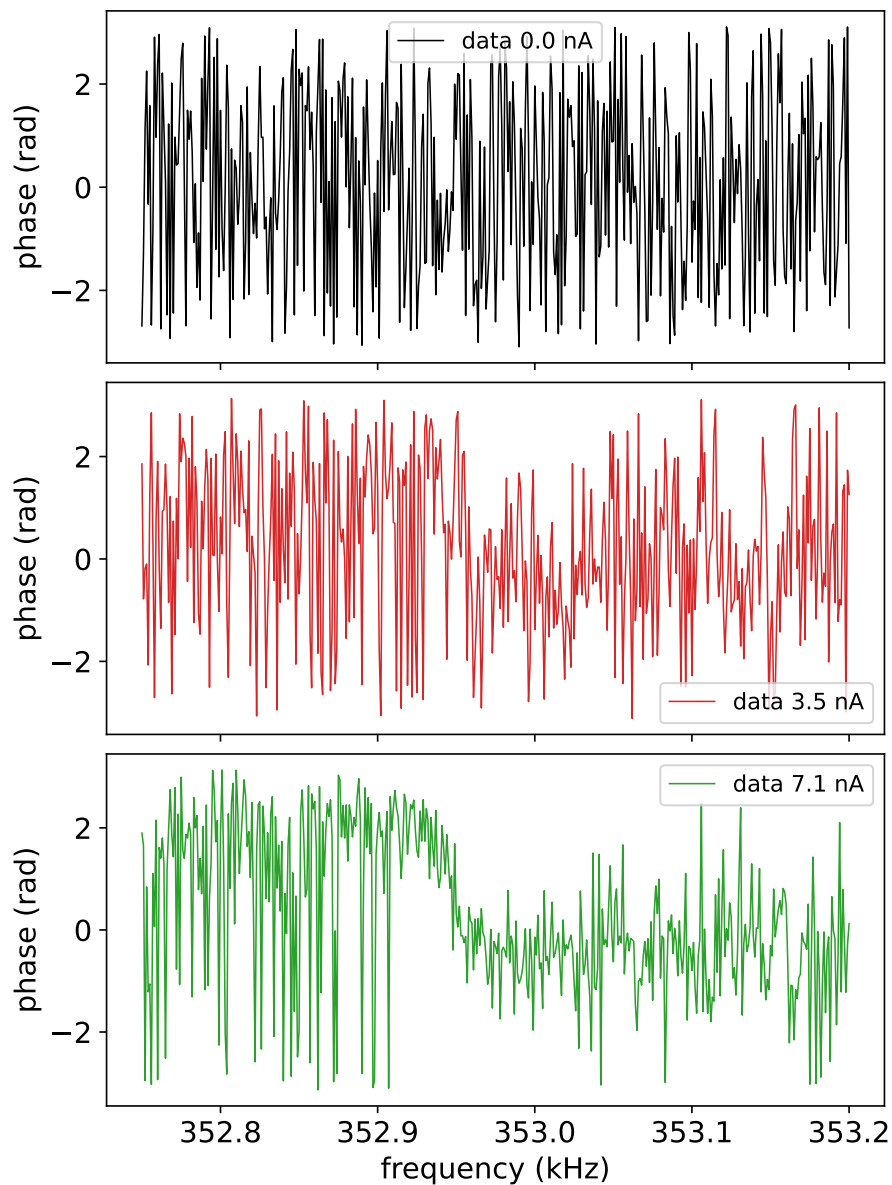 data 0.0 nA
2
0
−2
phase (rad)
data 3.5 nA
2
0
−2
phase (rad)
data 7.1 nA
2
0
−2
phase (rad)
352.8 352.9 353.0 353.1 353.2
frequency (kHz)